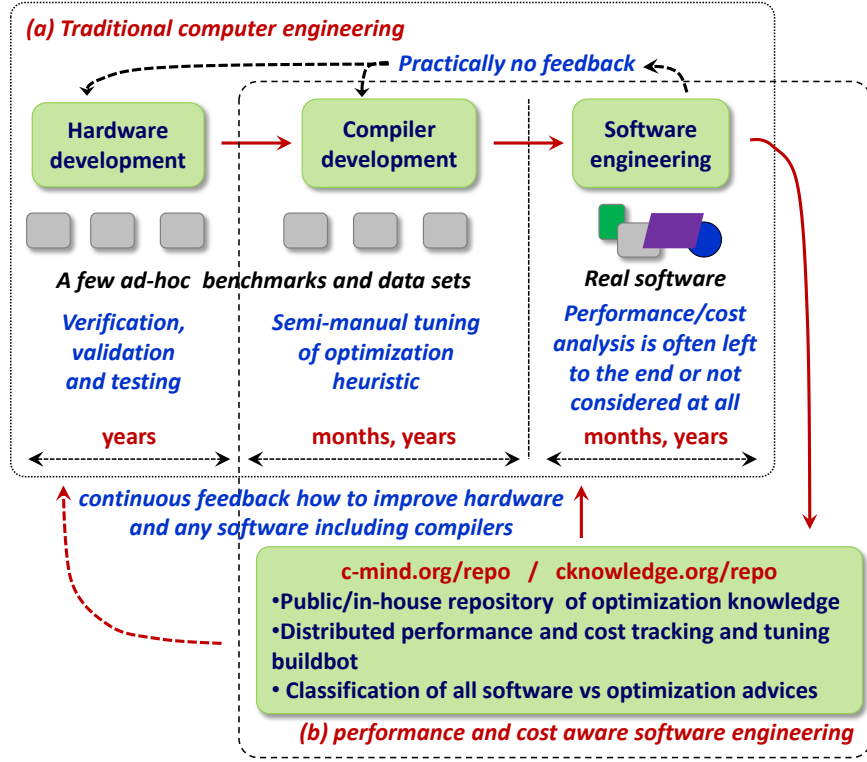 (a) Traditional computer engineering
Practically no feedback
Hardware
development
Compiler
development
Software
engineering
A few ad-hoc benchmarks and data sets
Real software
Verification,
validation
and testing
Semi-manual tuning
of optimization
heuristic
Performance/cost
analysis is often left
to the end or not
considered at all
years
months, years
months, years
continuous feedback how to improve hardware
and any software including compilers
c-mind.org/repo / cknowledge.org/repo
•Public/in-house repository of optimization knowledge
•Distributed performance and cost tracking and tuning
buildbot
• Classification of all software vs optimization advices
(b) performance and cost aware software engineering